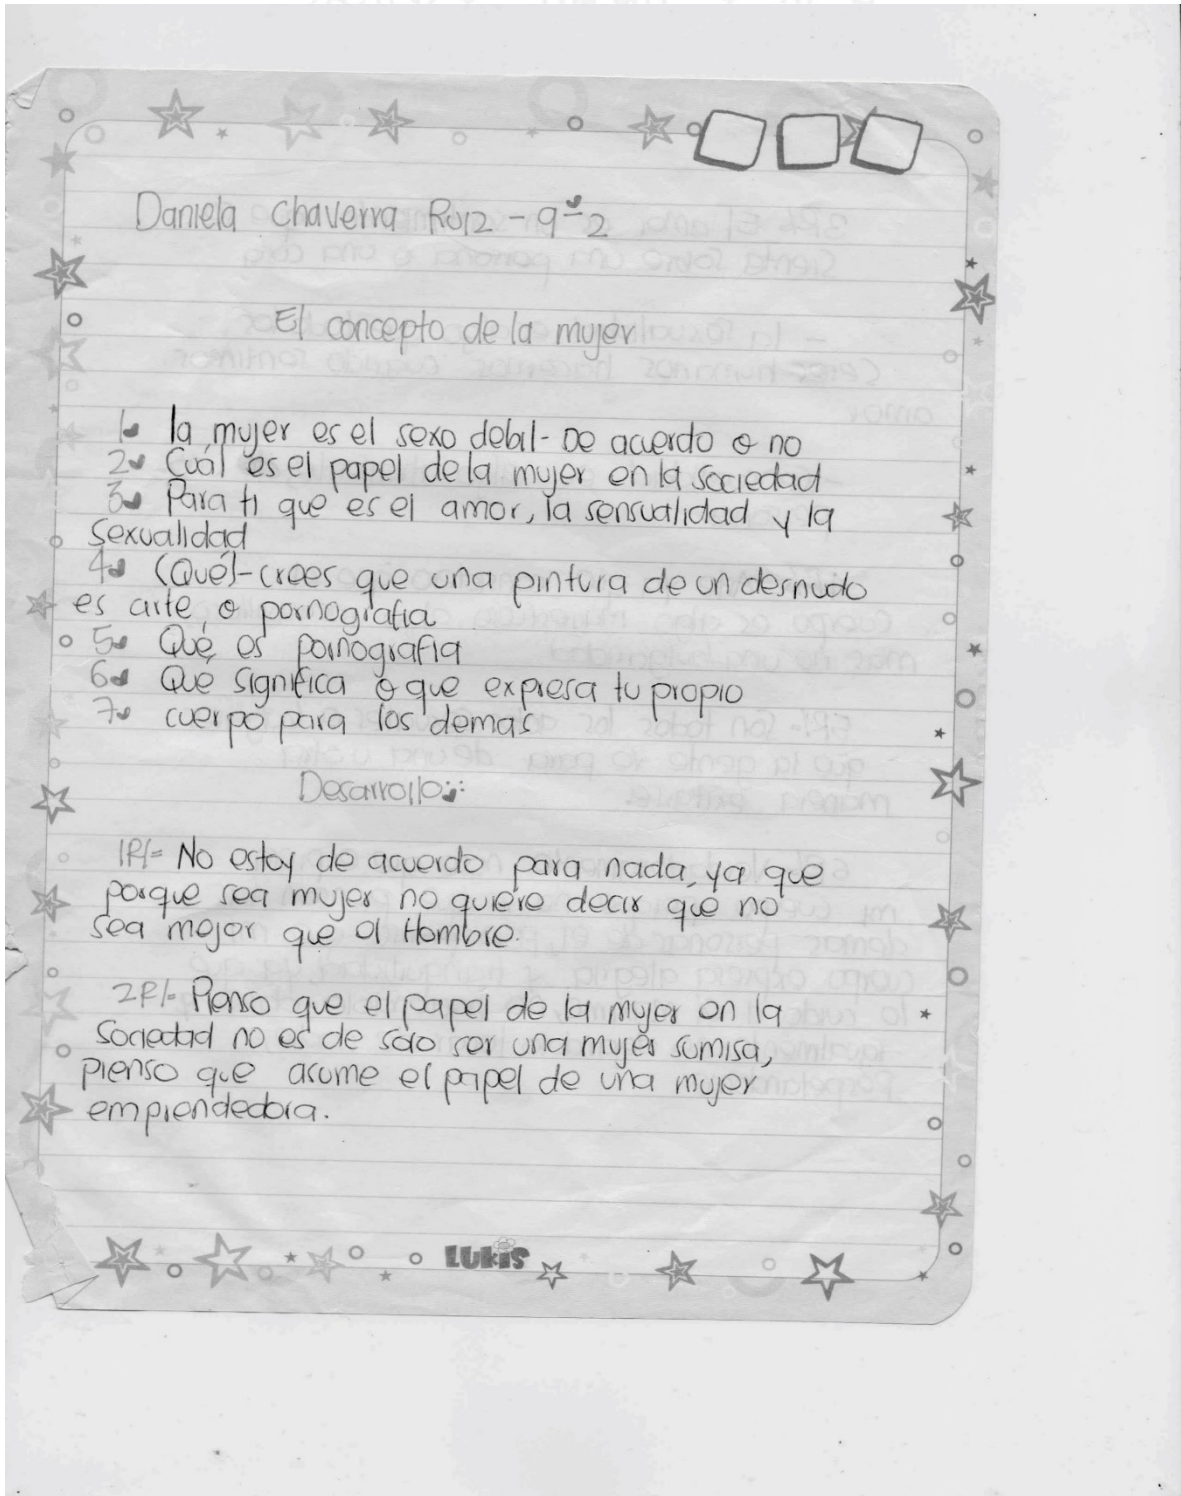 Daniela Chaverra Ruiz - 9-2
El concepto de la mujer
1. la mujer es el sexo debil- De acuerdo o no
2. Cuál es el papel de la mujer en la sociedad
3. Para ti que es el amor, la sensualidad y la
sexualidad
4. (Qué)-crees que una pintura de un desnudo
es arte, o pornografia
5. Qué es pornografia
6. Qué significa o que expresa tu propio
7. cuerpo para los demas
Desarrollo:
1R/= No estoy de acuerdo para nada, ya que
porque sea mujer no quiere decir que no
sea mejor que el Hombre.
2R/- Pienso que el papel de la mujer en la
sociedad no es de solo ser una mujer sumisa,
pienso que asume el papel de una mujer
emprendedora.
LUKIS